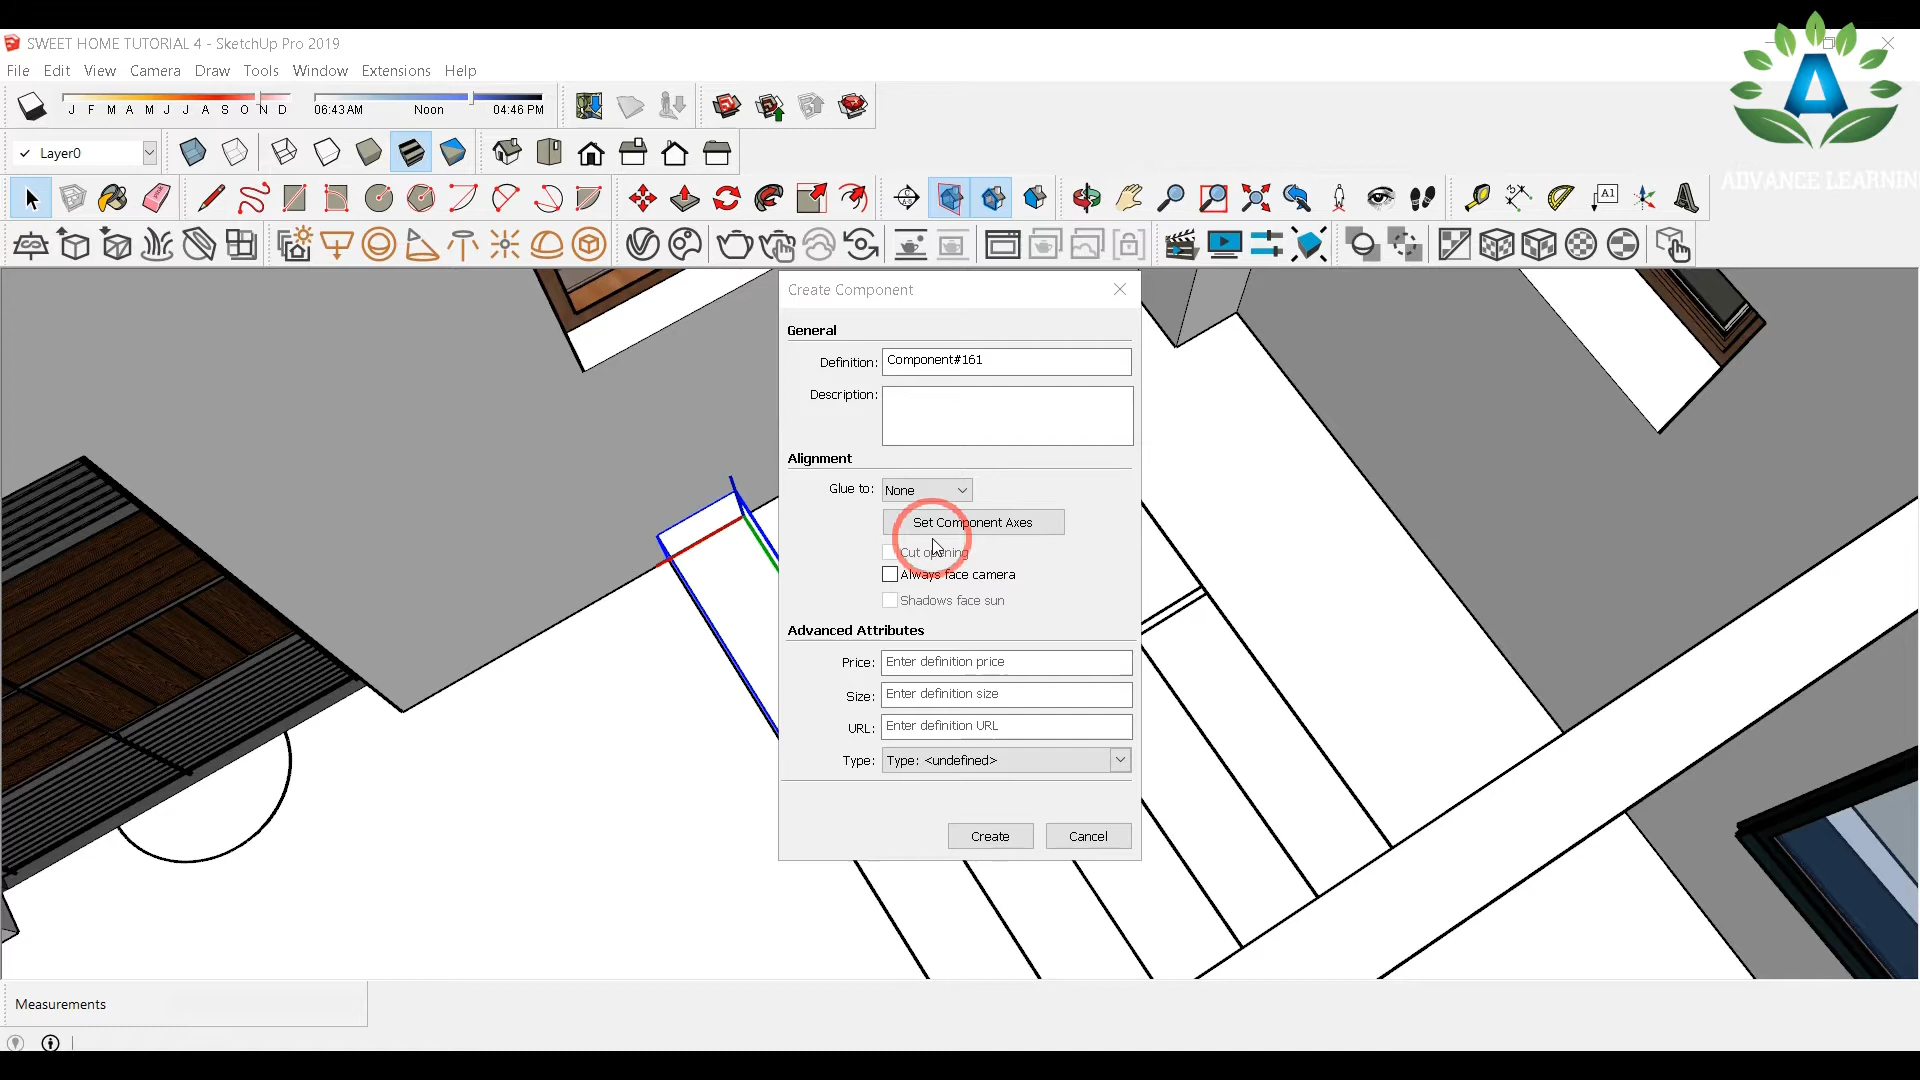 SWEET HOME TUTORIAL 4 - SketchUp Pro 2019
File Edit View Camera Draw Tools Window Extensions Help
J F M A M J J A S O N D
06:43 AM Noon 04:46 PM
Layer0
A1
ADVANCE LEARNIN
Create Component
General
Definition: Component#161
Description:
Alignment
Glue to: None
Set Component Axes
Cut opening
Always face camera
Shadows face sun
Advanced Attributes
Price: Enter definition price
Size: Enter definition size
URL: Enter definition URL
Type: Type: <undefined>
Create Cancel
Measurements